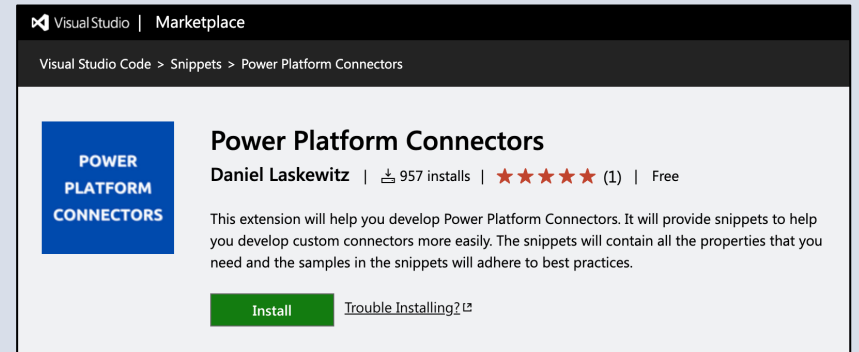 Visual Studio | Marketplace
Visual Studio Code > Snippets > Power Platform Connectors
POWER
PLATFORM
CONNECTORS
Power Platform Connectors
Daniel Laskewitz | 957 installs | ★★★★★ (1) | Free
This extension will help you develop Power Platform Connectors. It will provide snippets to help
you develop custom connectors more easily. The snippets will contain all the properties that you
need and the samples in the snippets will adhere to best practices.
Install Trouble Installing?